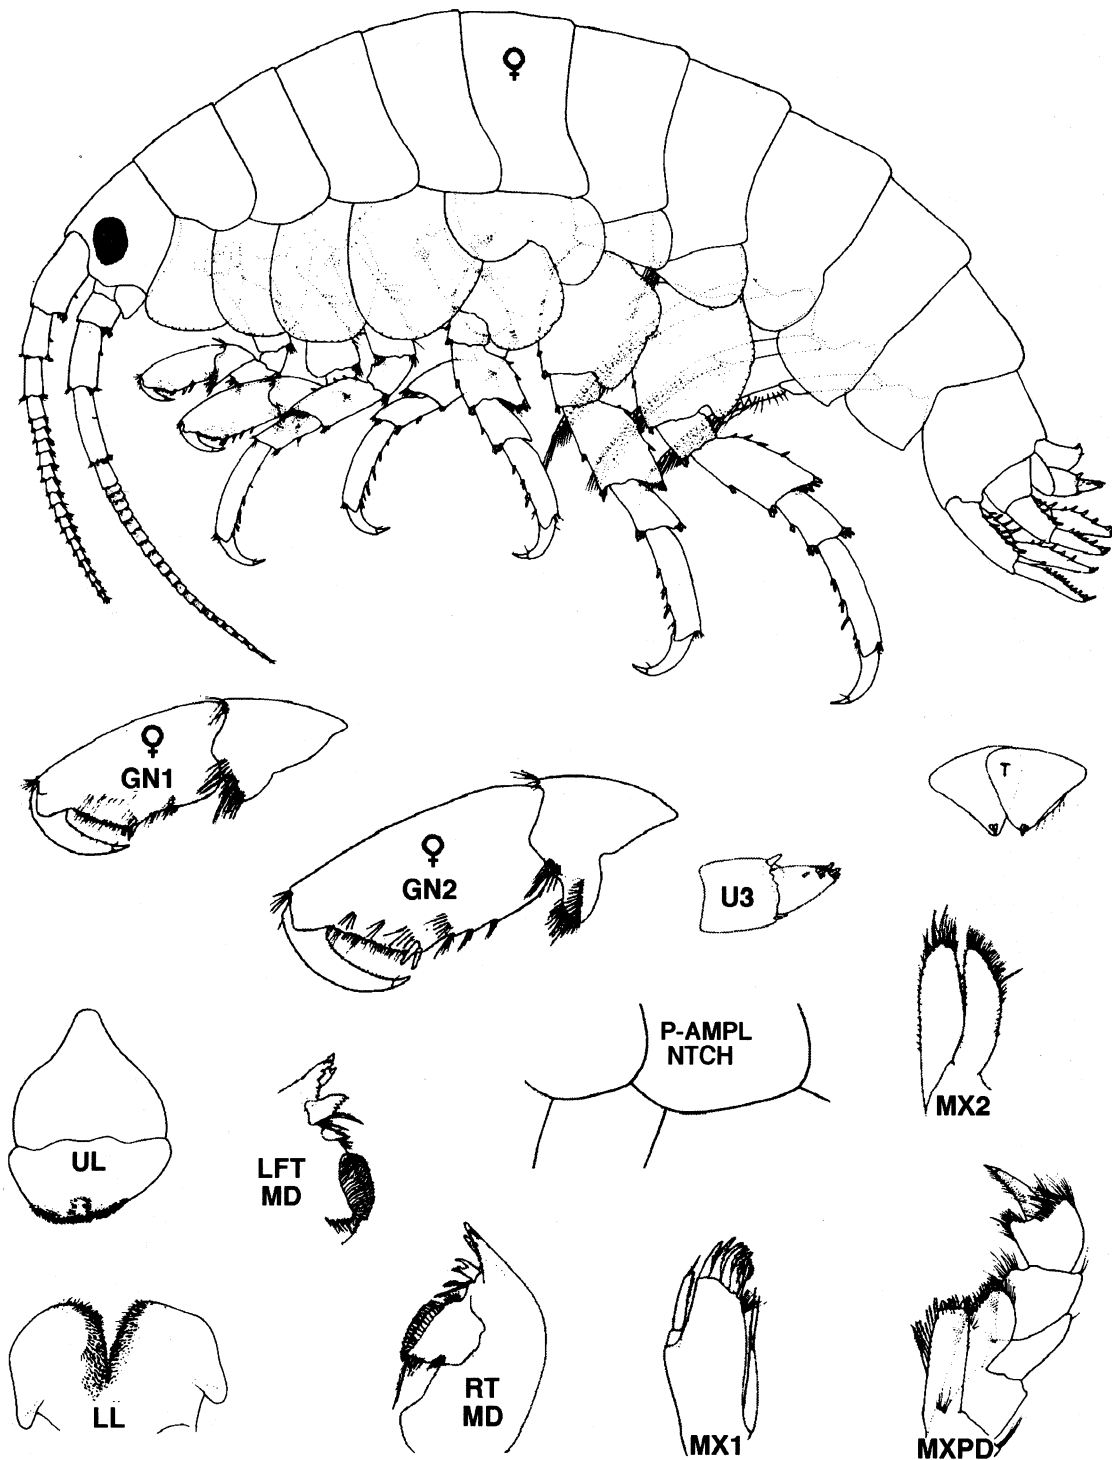 ♀
♀
GN1
♀
GN2
T
U3
P-AMPL
NTCH
MX2
UL
LFT
MD
LL
RT
MD
MX1
MXPD